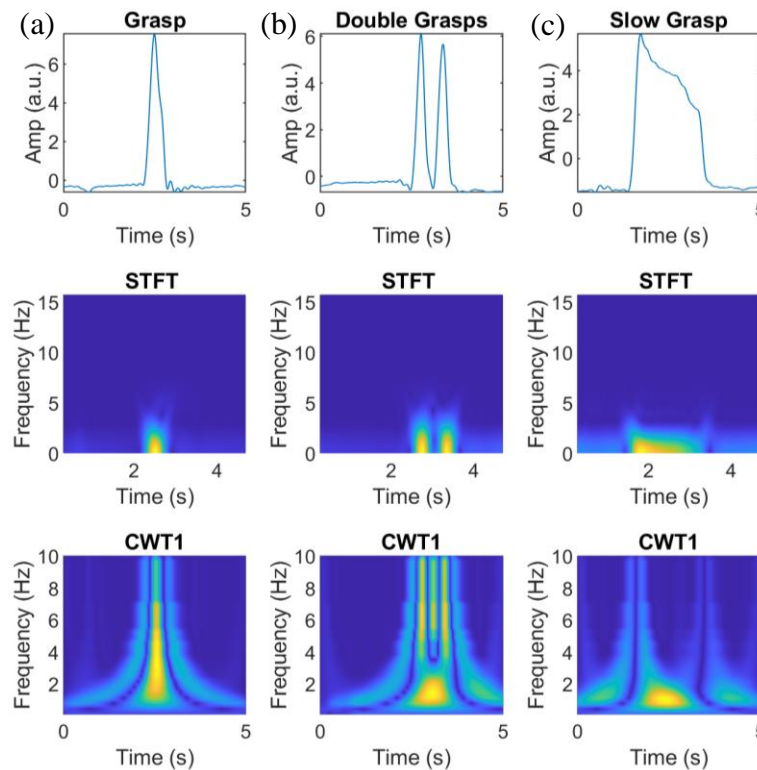 (a) Grasp (b) Double Grasps (c) Slow Grasp
Amp (a.u.) 6 4 2 0
0 5
Time (s)
Amp (a.u.) 6 4 2 0
0 5
Time (s)
Amp (a.u.) 4 2 0
0 5
Time (s)
STFT STFT STFT
Frequency (Hz) 15 10 5 0
2 4
Time (s)
Frequency (Hz) 15 10 5 0
2 4
Time (s)
Frequency (Hz) 15 10 5 0
2 4
Time (s)
CWT1 CWT1 CWT1
Frequency (Hz) 10 8 6 4 2
0 5
Time (s)
Frequency (Hz) 10 8 6 4 2
0 5
Time (s)
Frequency (Hz) 10 8 6 4 2
0 5
Time (s)